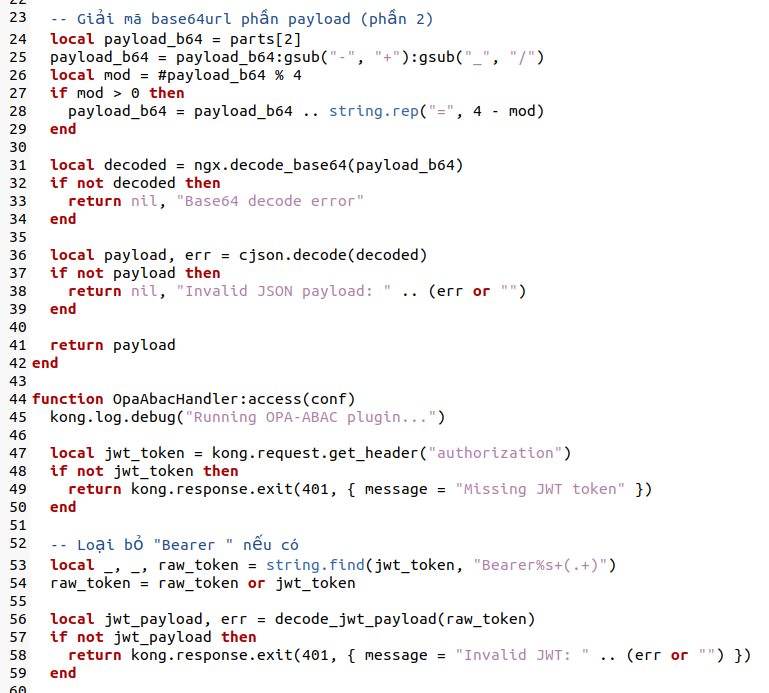 23 -- Giải mã base64url phần payload (phần 2)
24 local payload_b64 = parts[2]
25 payload_b64 = payload_b64:gsub("-", "+"):gsub("_", "/")
26 local mod = #payload_b64 % 4
27 if mod > 0 then
28 payload_b64 = payload_b64 .. string.rep("=", 4 - mod)
29 end
30
31 local decoded = ngx.decode_base64(payload_b64)
32 if not decoded then
33 return nil, "Base64 decode error"
34 end
35
36 local payload, err = cjson.decode(decoded)
37 if not payload then
38 return nil, "Invalid JSON payload: " .. (err or "")
39 end
40
41 return payload
42 end
43
44 function OpaAbacHandler:access(conf)
45 kong.log.debug("Running OPA-ABAC plugin...")
46
47 local jwt_token = kong.request.get_header("authorization")
48 if not jwt_token then
49 return kong.response.exit(401, { message = "Missing JWT token" })
50 end
51
52 -- Loại bỏ "Bearer " nếu có
53 local _, _, raw_token = string.find(jwt_token, "Bearer%s+(.+)")
54 raw_token = raw_token or jwt_token
55
56 local jwt_payload, err = decode_jwt_payload(raw_token)
57 if not jwt_payload then
58 return kong.response.exit(401, { message = "Invalid JWT: " .. (err or "") })
59 end